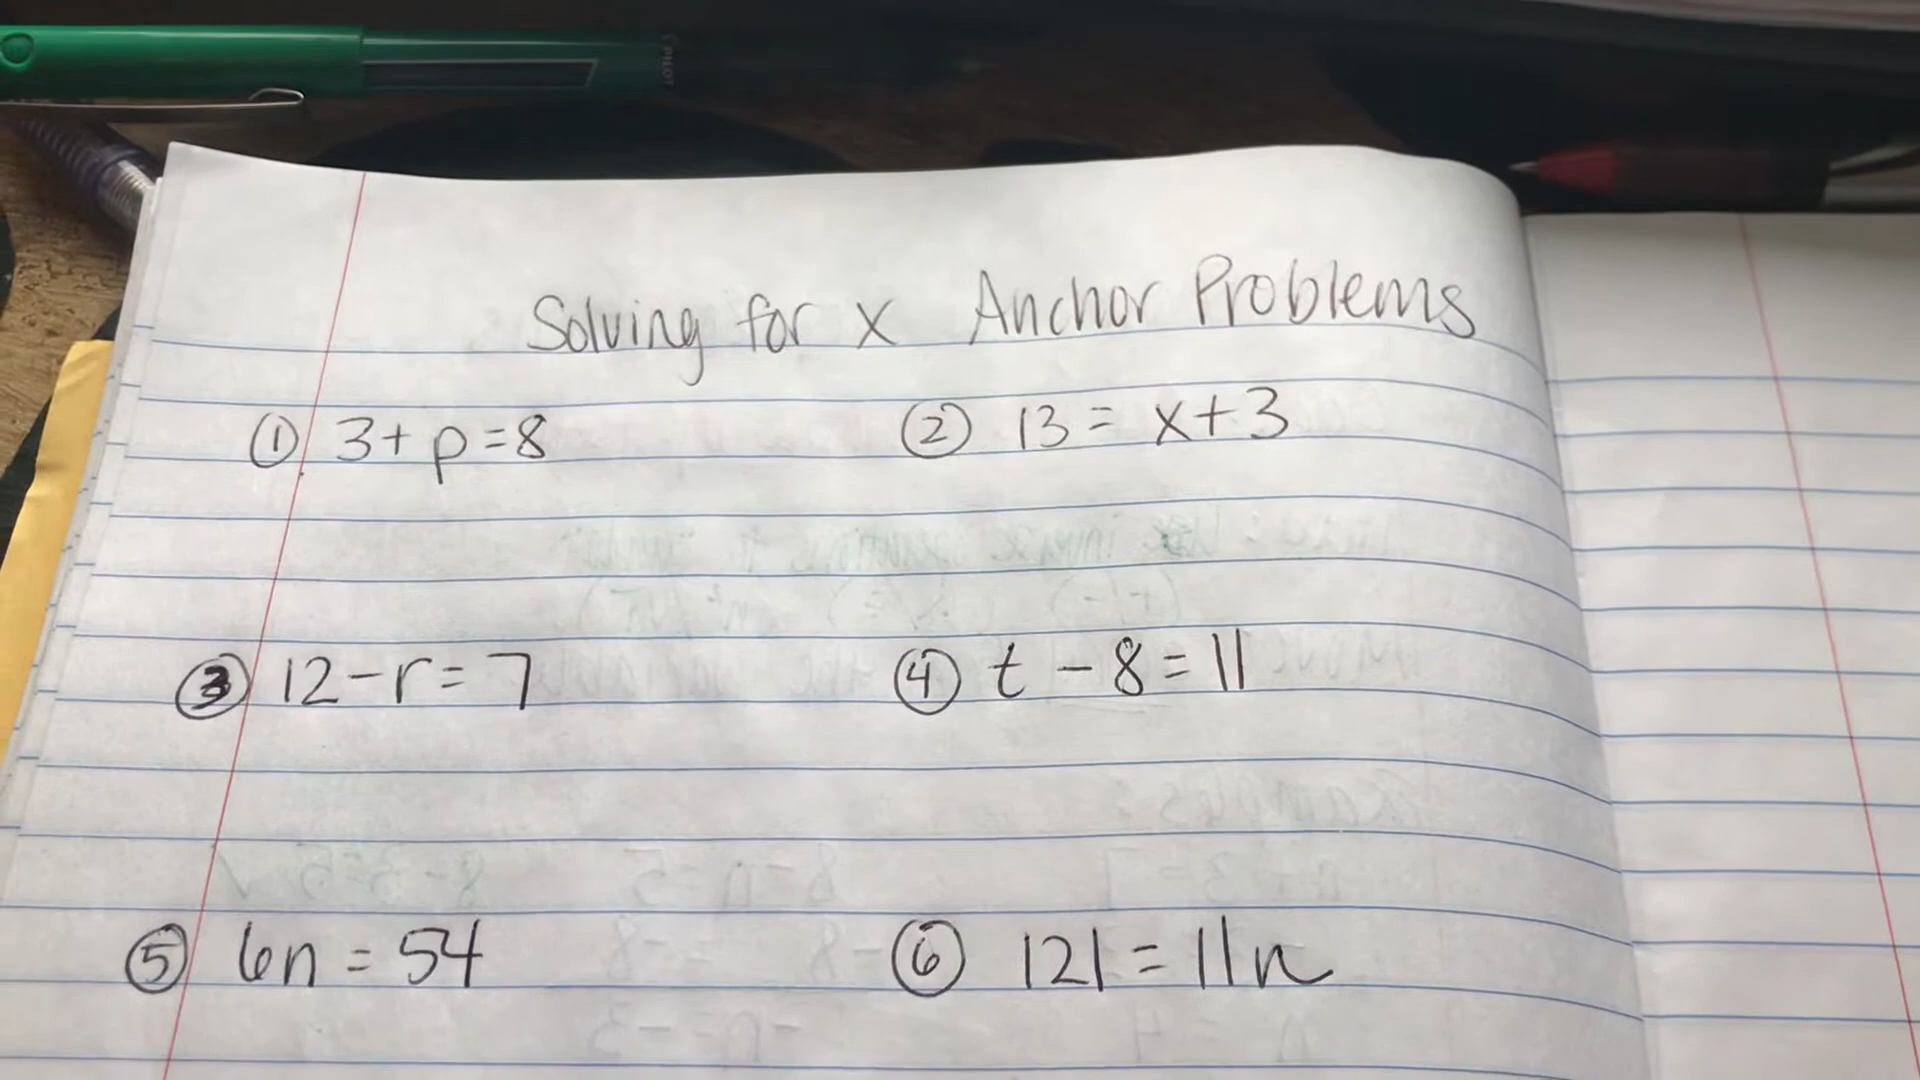 PILOT
Solving for x Anchor Problems
① 3 + p = 8 ② 13 = x + 3
③ 12 - r = 7 ④ t - 8 = 11
⑤ 6n = 54 ⑥ 121 = 11n